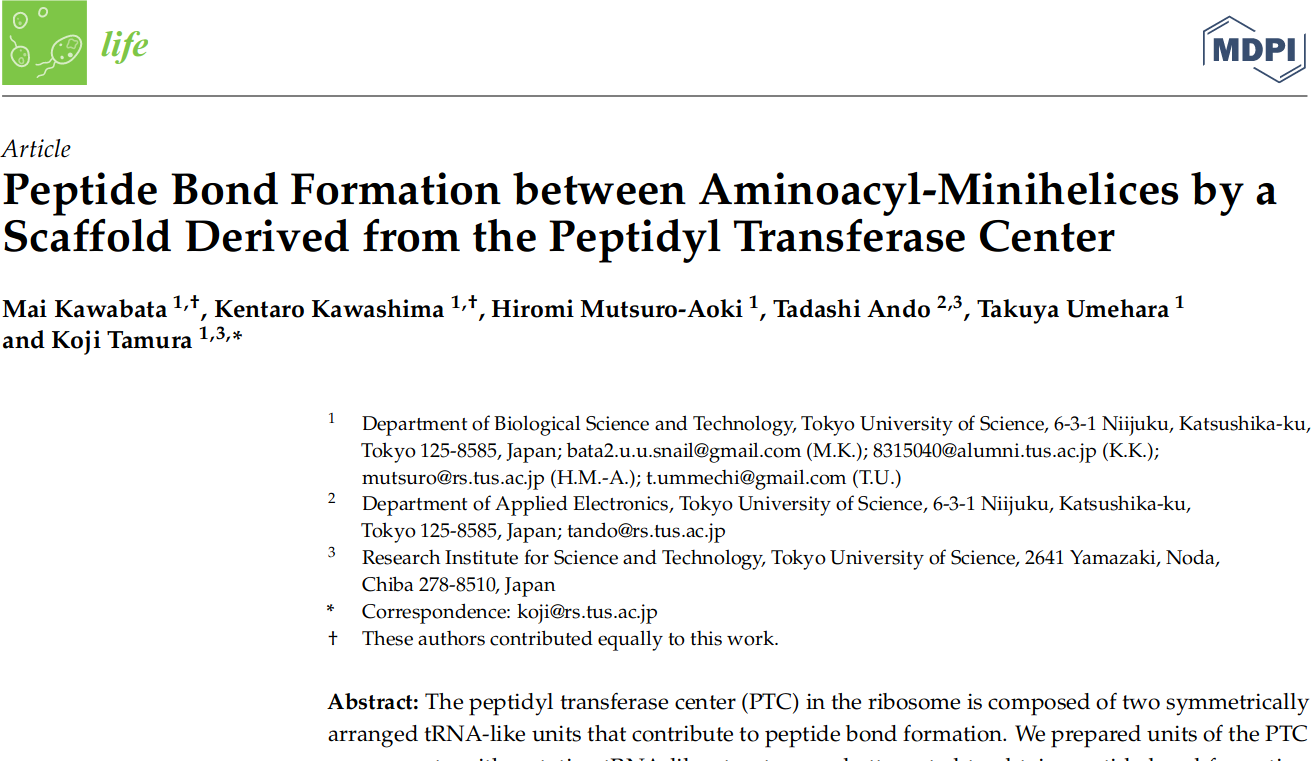 life
MDPI
Article
Peptide Bond Formation between Aminoacyl-Minihelices by a
Scaffold Derived from the Peptidyl Transferase Center
Mai Kawabata 1,†, Kentaro Kawashima 1,†, Hiromi Mutsuro-Aoki 1, Tadashi Ando 2,3, Takuya Umehara 1
and Koji Tamura 1,3,*
1 Department of Biological Science and Technology, Tokyo University of Science, 6-3-1 Niijuku, Katsushika-ku,
Tokyo 125-8585, Japan; bata2.u.u.snail@gmail.com (M.K.); 8315040@alumni.tus.ac.jp (K.K.);
mutsuro@rs.tus.ac.jp (H.M.-A.); t.ummechi@gmail.com (T.U.)
2 Department of Applied Electronics, Tokyo University of Science, 6-3-1 Niijuku, Katsushika-ku,
Tokyo 125-8585, Japan; tando@rs.tus.ac.jp
3 Research Institute for Science and Technology, Tokyo University of Science, 2641 Yamazaki, Noda,
Chiba 278-8510, Japan
* Correspondence: koji@rs.tus.ac.jp
† These authors contributed equally to this work.
Abstract: The peptidyl transferase center (PTC) in the ribosome is composed of two symmetrically
arranged tRNA-like units that contribute to peptide bond formation. We prepared units of the PTC